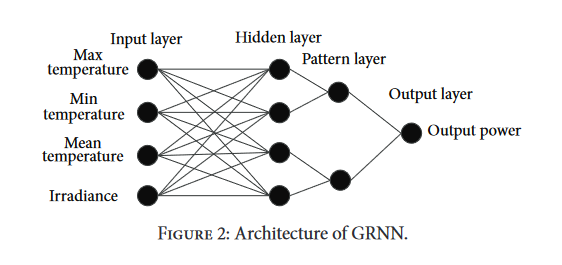 Input layer
Hidden layer
Pattern layer
Output layer
Max
temperature
Min
temperature
Mean
temperature
Irradiance
Output power
FIGURE 2: Architecture of GRNN.